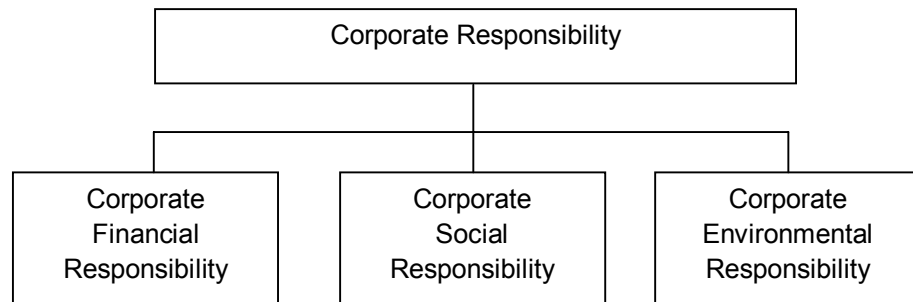 Corporate Responsibility
Corporate
Financial
Responsibility
Corporate
Social
Responsibility
Corporate
Environmental
Responsibility